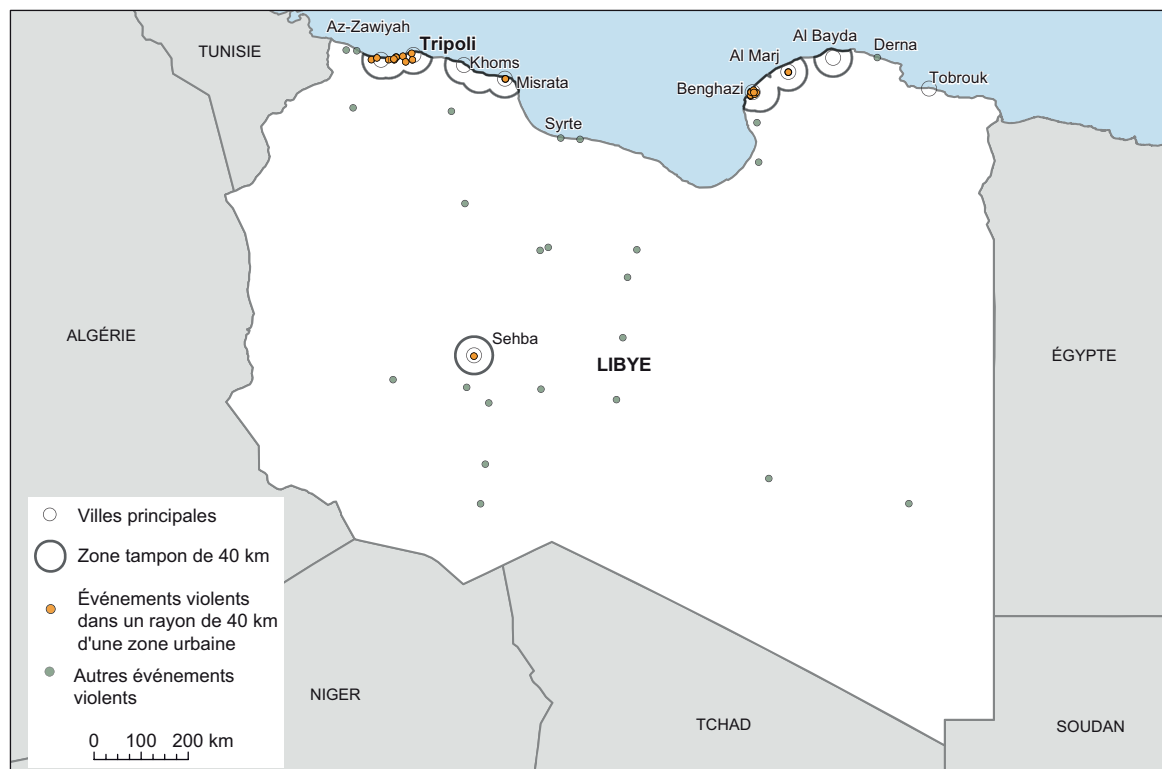 TUNISIE
Az-Zawiyah
Tripoli
Khoms
Misrata
Syrte
Benghazi
Al Marj
Al Bayda
Derna
Tobrouk
ALGÉRIE
Sehba
LIBYE
ÉGYPTE
NIGER
TCHAD
SOUDAN
Villes principales
Zone tampon de 40 km
Événements violents
dans un rayon de 40 km
d'une zone urbaine
Autres événements
violents
0 100 200 km